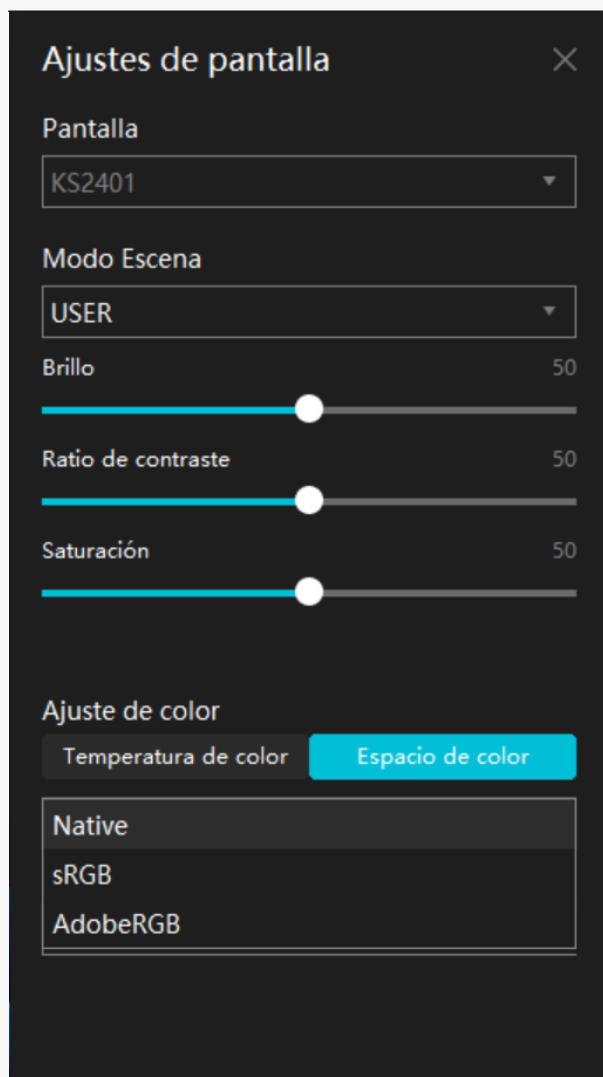 Ajustes de pantalla
Pantalla
KS2401
Modo Escena
USER
Brillo 50
Ratio de contraste 50
Saturación 50
Ajuste de color
Temperatura de color Espacio de color
Native
sRGB
AdobeRGB